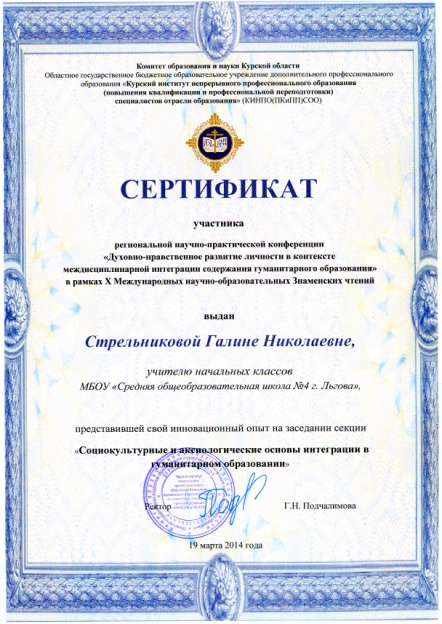 Комитет образования и науки Курской области
Областное государственное бюджетное образовательное учреждение дополнительного профессионального
образования «Курский институт непрерывного профессионального образования
(повышения квалификации и профессиональной переподготовки)
специалистов отрасли образования» (КИНПО(ПКиПП)СОО)
СЕРТИФИКАТ
участника
региональной научно-практической конференции
«Духовно-нравственное развитие личности в контексте
междисциплинарной интеграции содержания гуманитарного образования»
в рамках X Международных научно-образовательных Знаменских чтений
выдан
Стрельниковой Галине Николаевне,
учителю начальных классов
МБОУ «Средняя общеобразовательная школа №4 г. Льгова»,
представившей свой инновационный опыт на заседании секции
«Социокультурные и аксиологические основы интеграции в
гуманитарном образовании»
Ректор Г.Н. Подчалимова
19 марта 2014 года